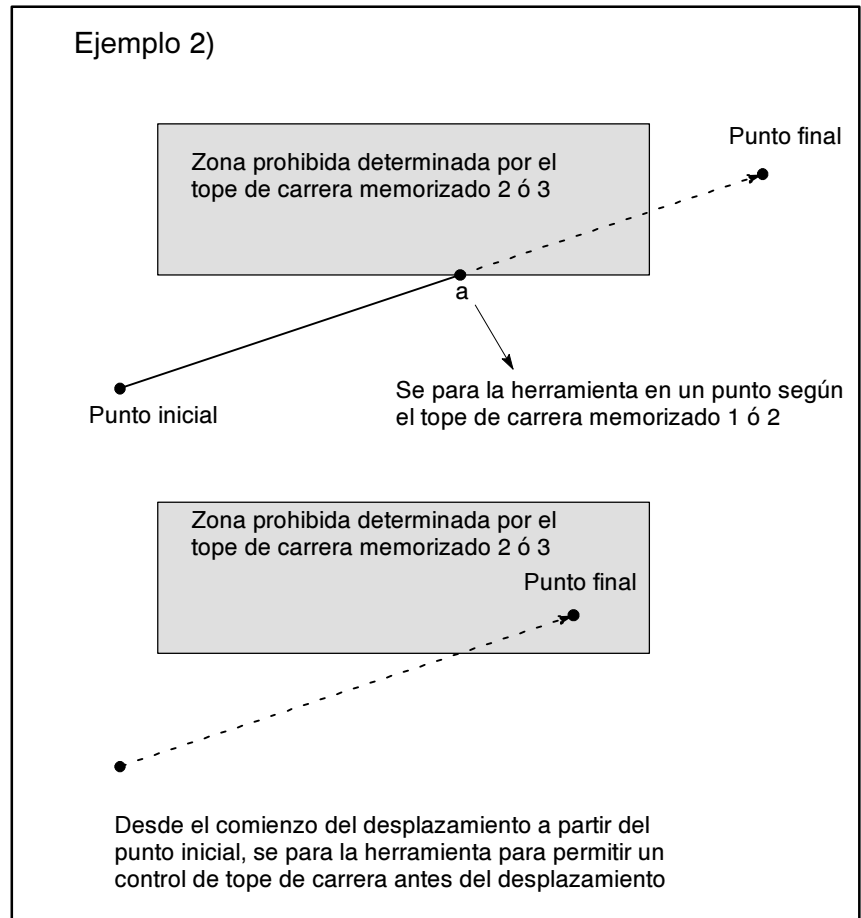 Ejemplo 2)
Punto final
Zona prohibida determinada por el
tope de carrera memorizado 2 ó 3
a
Se para la herramienta en un punto según
el tope de carrera memorizado 1 ó 2
Punto inicial
Zona prohibida determinada por el
tope de carrera memorizado 2 ó 3
Punto final
Desde el comienzo del desplazamiento a partir del
punto inicial, se para la herramienta para permitir un
control de tope de carrera antes del desplazamiento